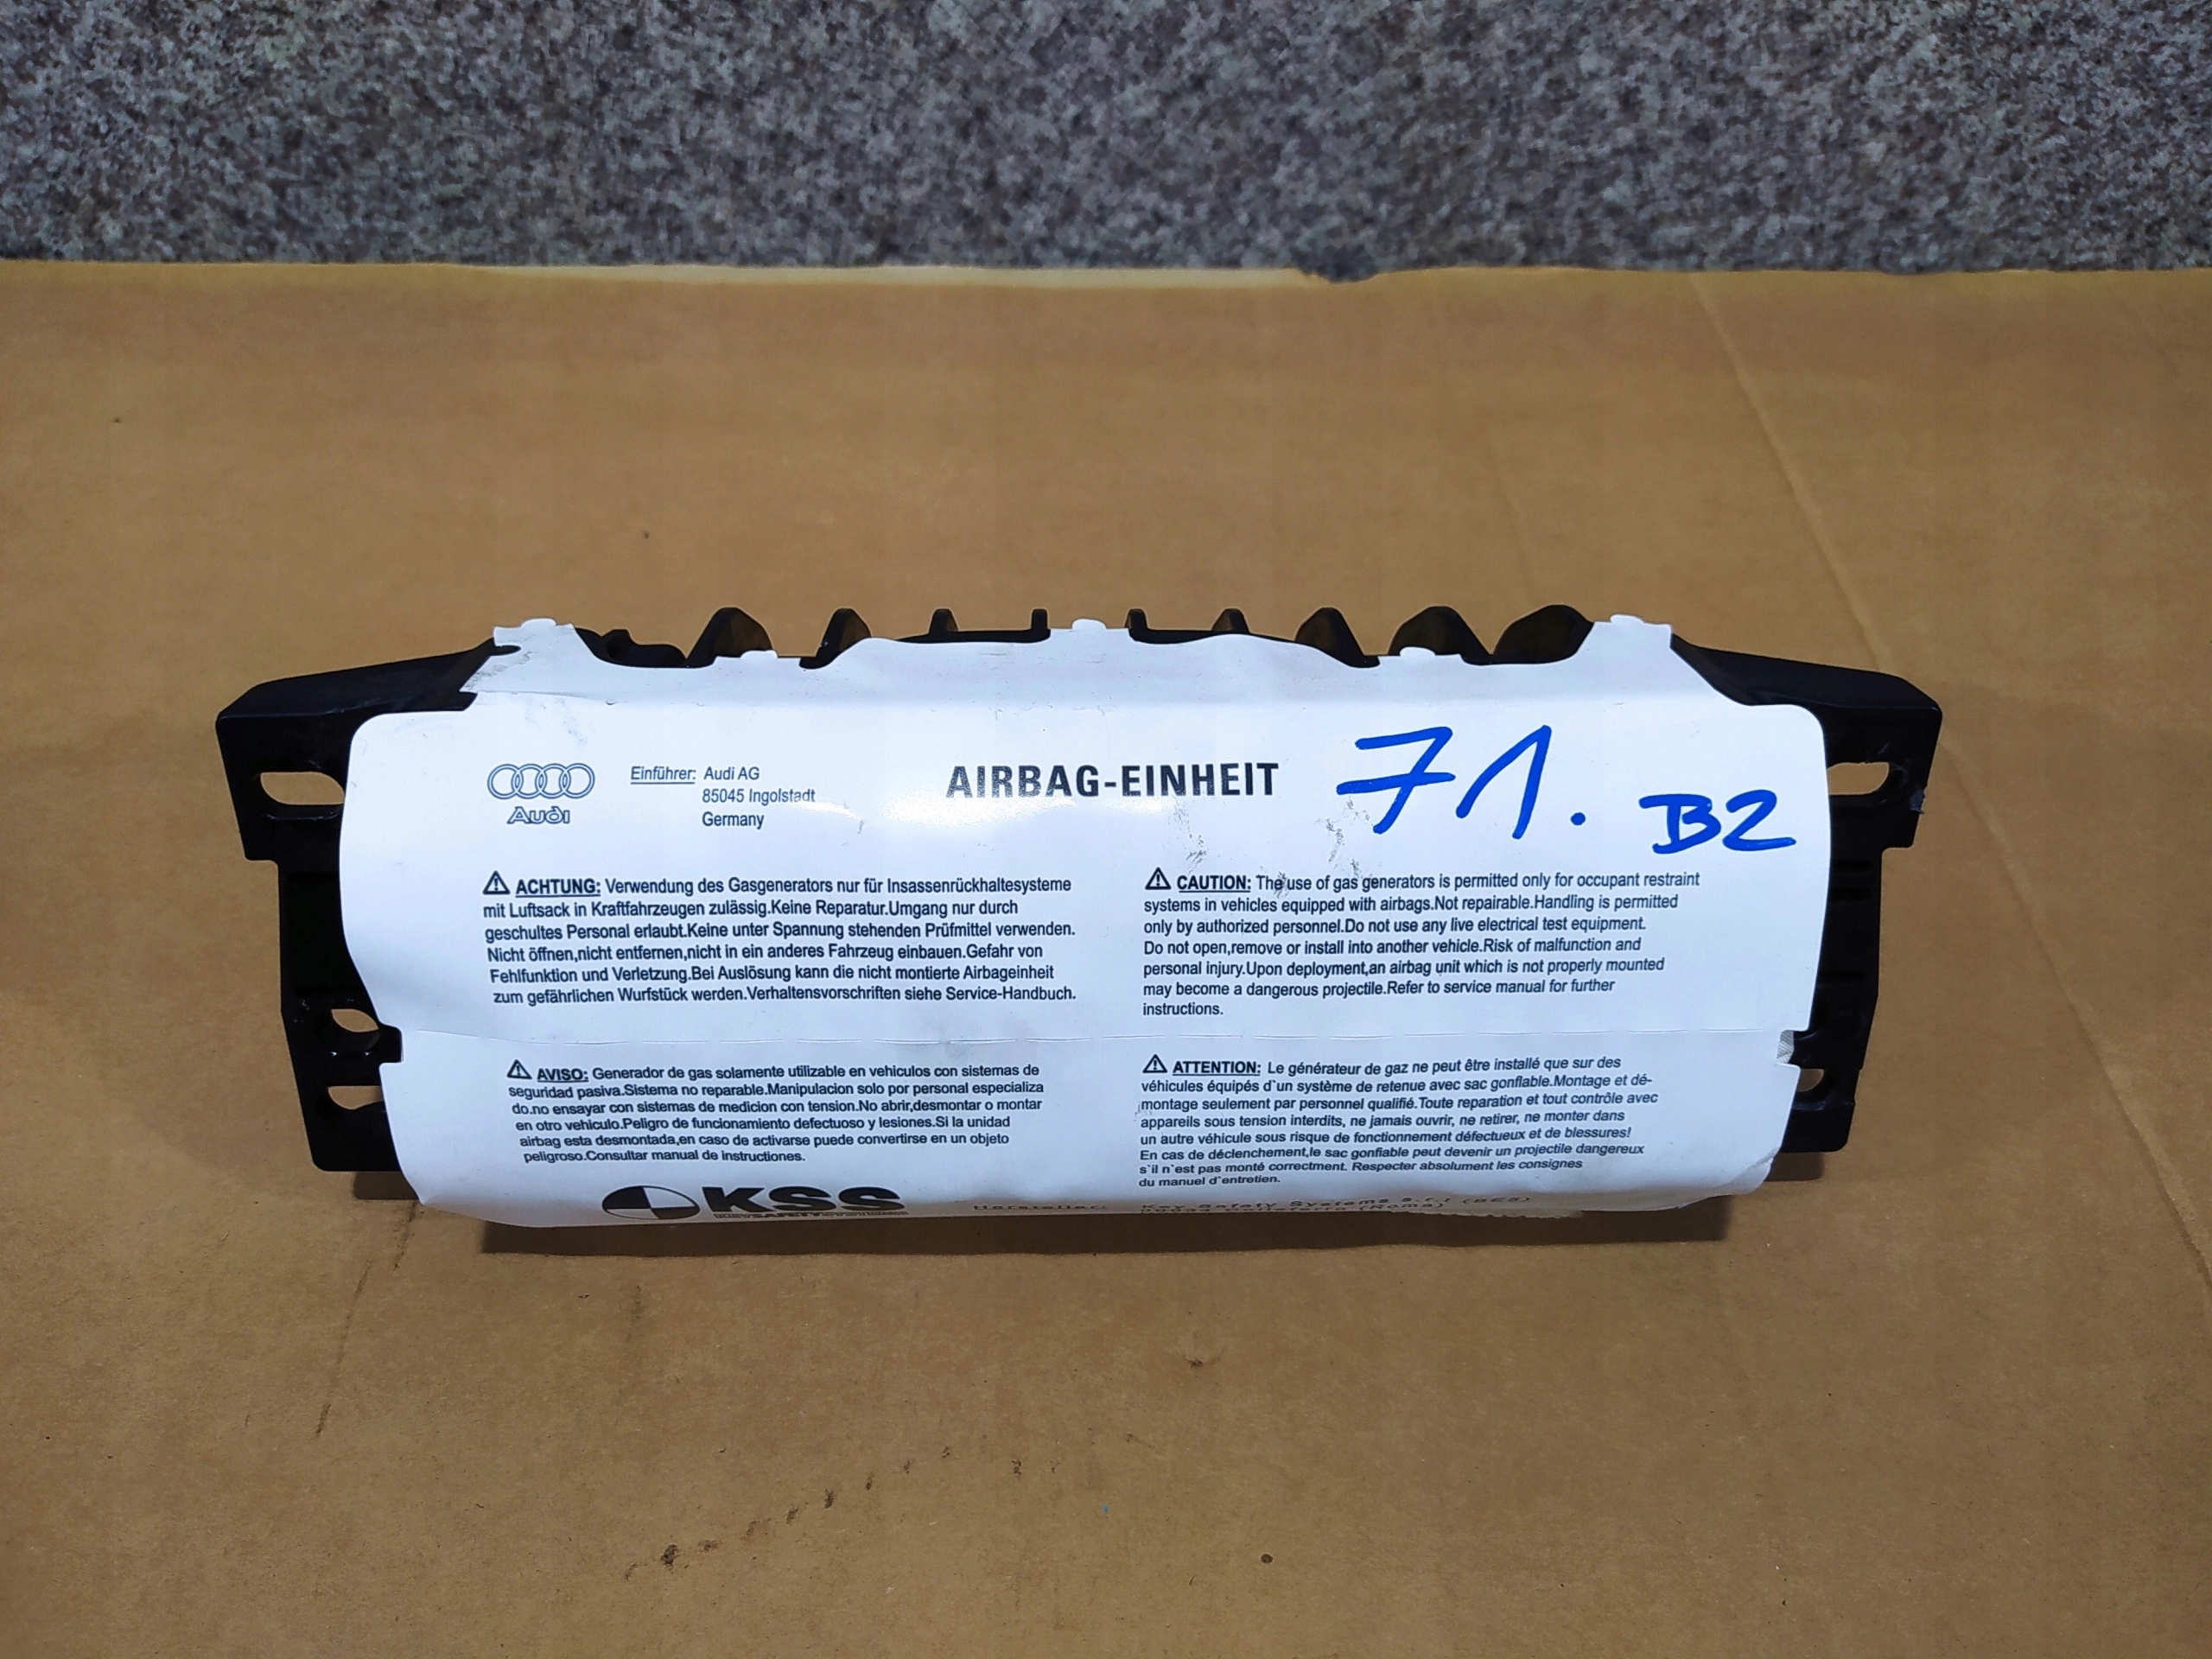 Audi
Einführer: Audi AG
85045 Ingolstadt
Germany
AIRBAG-EINHEIT
71.
B2
ACHTUNG: Verwendung des Gasgenerators nur für Insassenrückhaltesysteme
mit Luftsack in Kraftfahrzeugen zulässig.Keine Reparatur.Umgang nur durch
geschultes Personal erlaubt.Keine unter Spannung stehenden Prüfmittel verwenden.
Nicht öffnen,nicht entfernen,nicht in ein anderes Fahrzeug einbauen.Gefahr von
Fehlfunktion und Verletzung.Bei Auslösung kann die nicht montierte Airbageinheit
zum gefährlichen Wurfstück werden.Verhaltensvorschriften siehe Service-Handbuch.
CAUTION: The use of gas generators is permitted only for occupant restraint
systems in vehicles equipped with airbags.Not repairable.Handling is permitted
only by authorized personnel.Do not use any live electrical test equipment.
Do not open,remove or install into another vehicle.Risk of malfunction and
personal injury.Upon deployment,an airbag unit which is not properly mounted
may become a dangerous projectile.Refer to service manual for further
instructions.
AVISO: Generador de gas solamente utilizable en vehiculos con sistemas de
seguridad pasiva.Sistema no reparable.Manipulacion solo por personal especializa
do.no ensayar con sistemas de medicion con tension.No abrir,desmontar o montar
en otro vehiculo.Peligro de funcionamiento defectuoso y lesiones.Si la unidad
airbag esta desmontada,en caso de activarse puede convertirse en un objeto
peligroso.Consultar manual de instructiones.
ATTENTION: Le générateur de gaz ne peut être installé que sur des
véhicules équipés d`un système de retenue avec sac gonflable.Montage et dé-
montage seulement par personnel qualifié.Toute reparation et tout contrôle avec
appareils sous tension interdits, ne jamais ouvrir, ne retirer, ne monter dans
un autre véhicule sous risque de fonctionnement défectueux et de blessures!
En cas de déclenchement,le sac gonfiable peut devenir un projectile dangereux
s`il n`est pas monté correctment. Respecter absolument les consignes
du manuel d`entretien.
KSS
KEY SAFETY SYSTEMS
Hersteller: Key Safety Systems s.r.l
Colleferro (Roma)